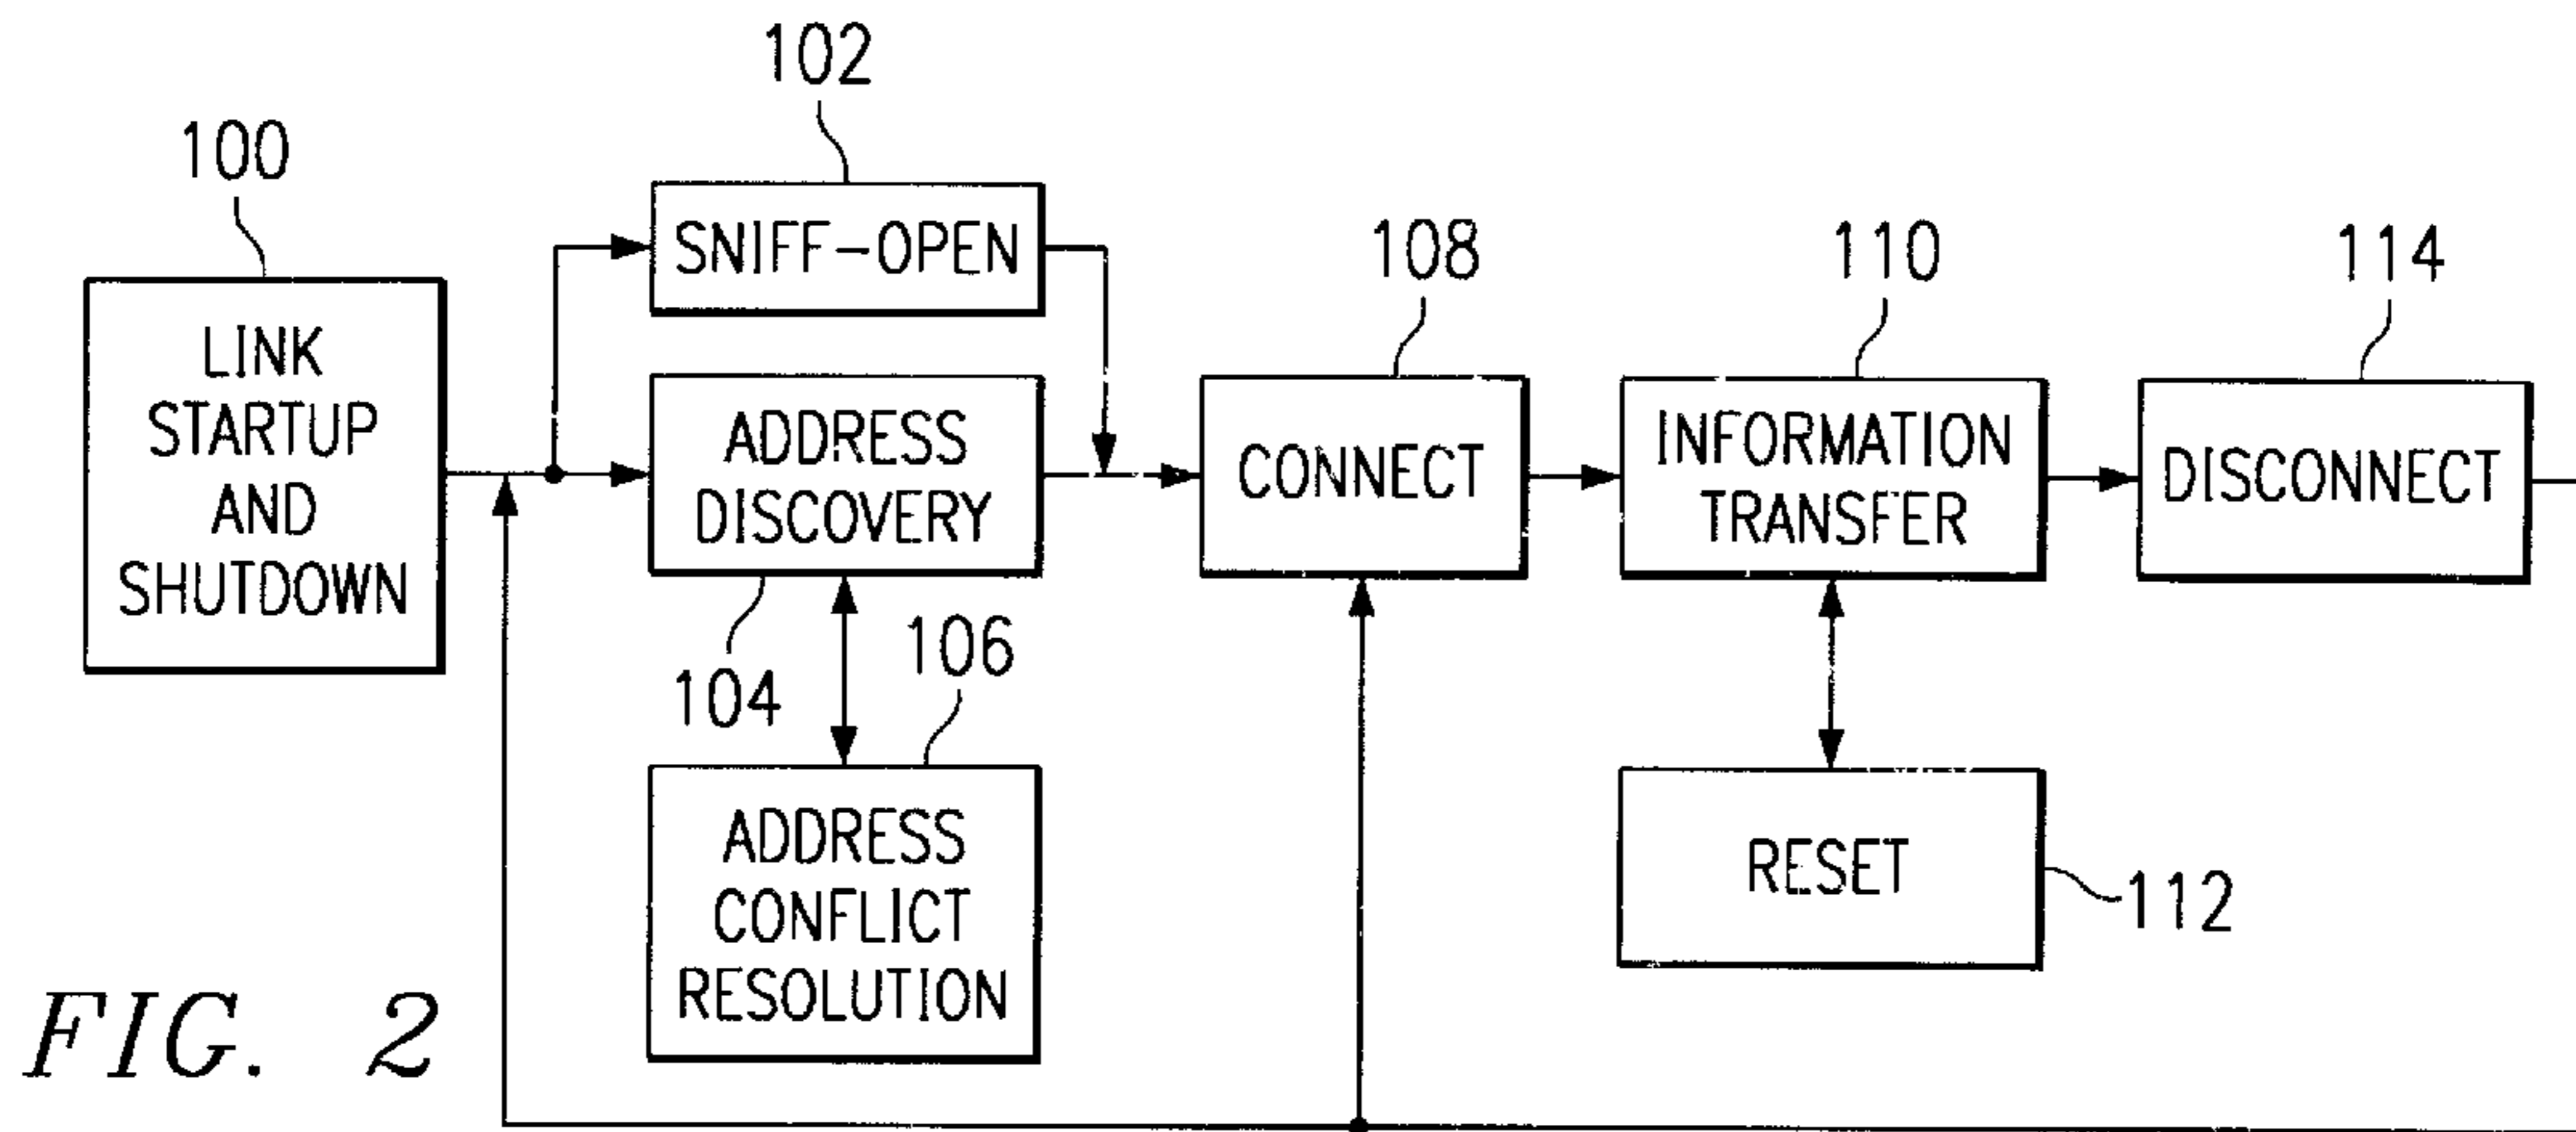 102
100
SNIFF-OPEN
108
110
114
LINK
STARTUP
AND
SHUTDOWN
ADDRESS
DISCOVERY
CONNECT
INFORMATION
TRANSFER
DISCONNECT
104
106
ADDRESS
CONFLICT
RESOLUTION
RESET
112
FIG. 2